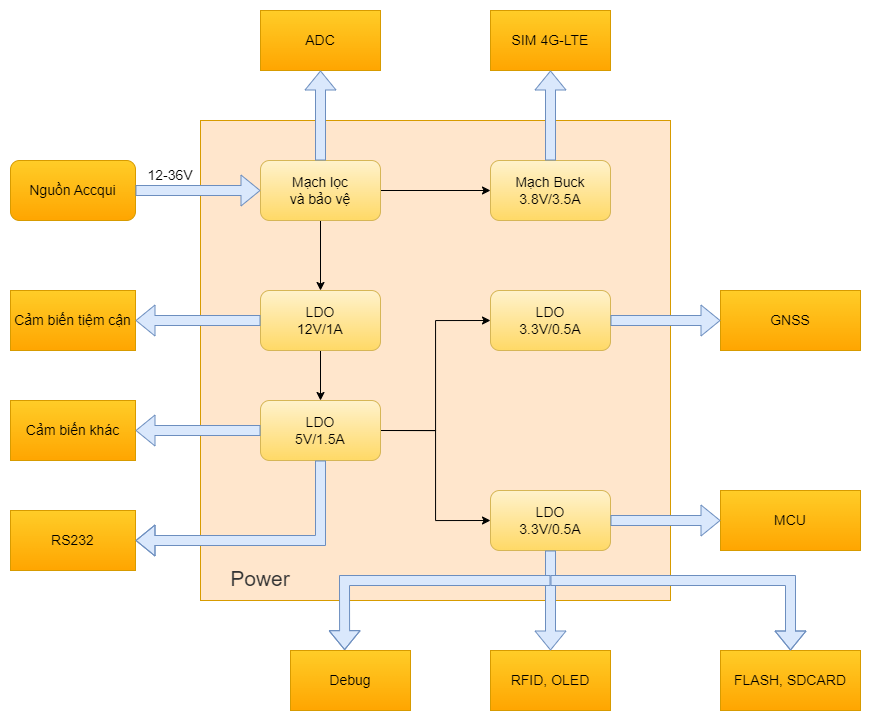 ADC
SIM 4G-LTE
Nguồn Accqui
12-36V
Mạch lọc
và bảo vệ
Mạch Buck
3.8V/3.5A
Cảm biến tiệm cận
LDO
12V/1A
LDO
3.3V/0.5A
GNSS
Cảm biến khác
LDO
5V/1.5A
RS232
LDO
3.3V/0.5A
MCU
Power
Debug
RFID, OLED
FLASH, SDCARD